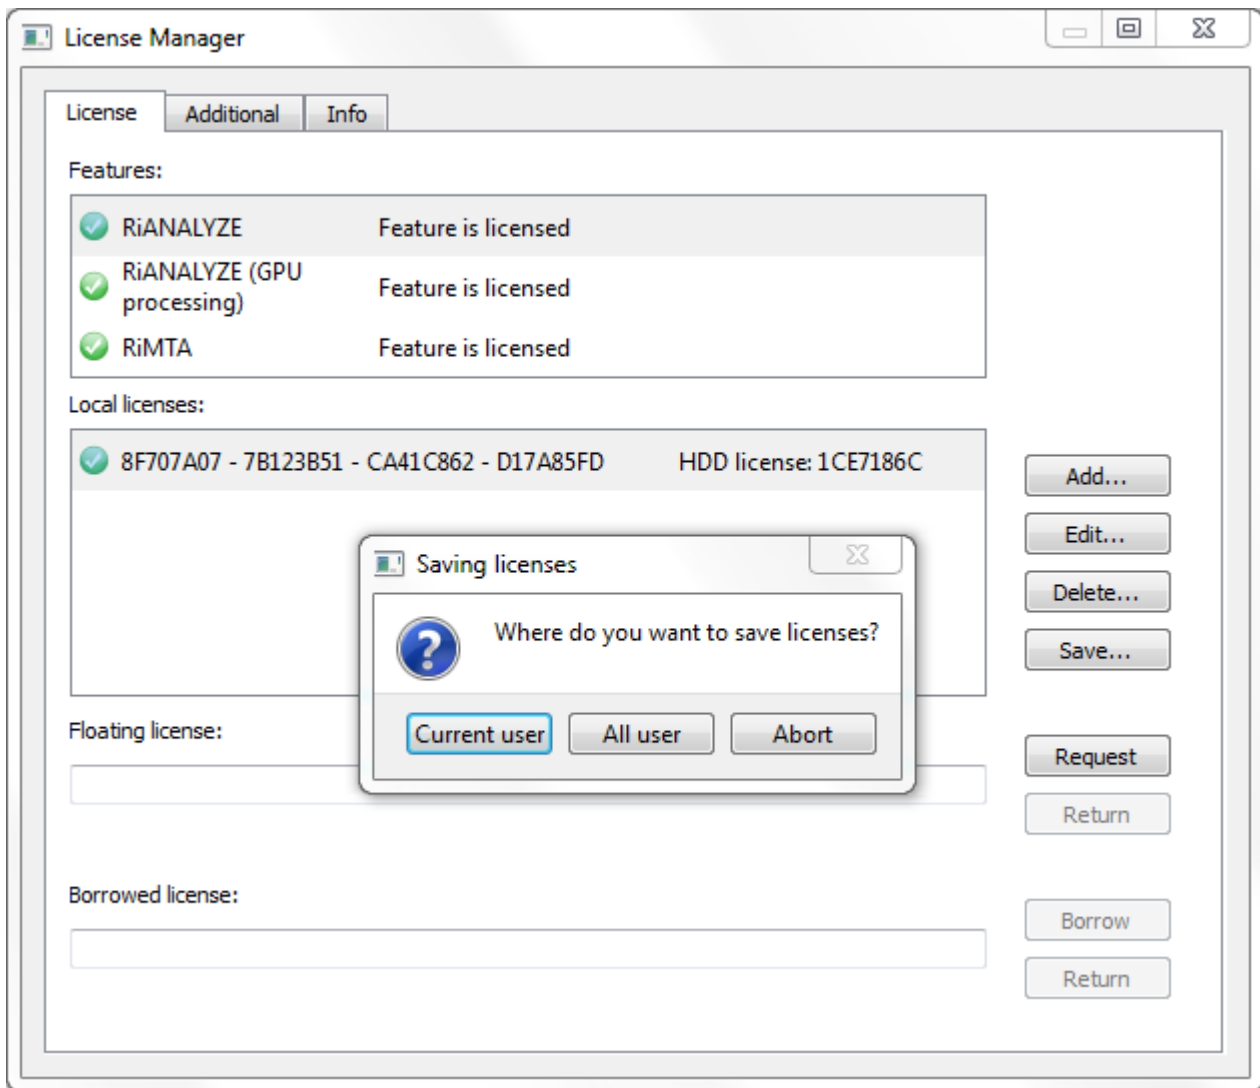 License Manager
License Additional Info
Features:
RiANALYZE Feature is licensed
RiANALYZE (GPU
processing) Feature is licensed
RiMTA Feature is licensed
Local licenses:
8F707A07 - 7B123B51 - CA41C862 - D17A85FD HDD license: 1CE7186C
Add...
Edit...
Delete...
Save...
Saving licenses
Where do you want to save licenses?
Current user All user Abort
Floating license:
Request
Return
Borrowed license:
Borrow
Return